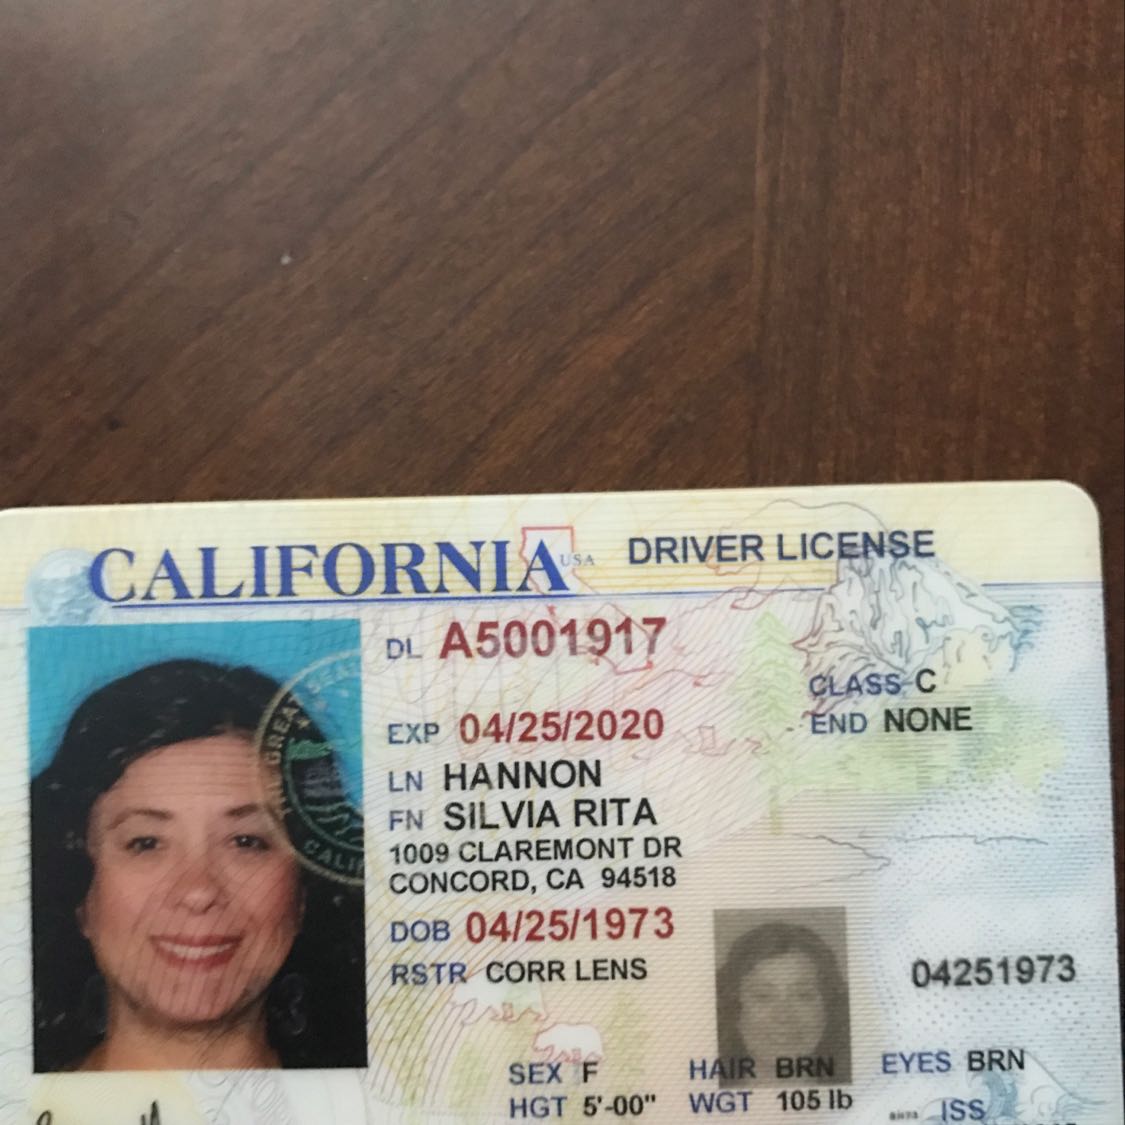 CALIFORNIA USA DRIVER LICENSE
DL A5001917
CLASS C
EXP 04/25/2020
END NONE
LN HANNON
FN SILVIA RITA
1009 CLAREMONT DR
CONCORD, CA 94518
DOB 04/25/1973
RSTR CORR LENS
04251973
SEX F HAIR BRN EYES BRN
HGT 5'-00" WGT 105 lb ISS